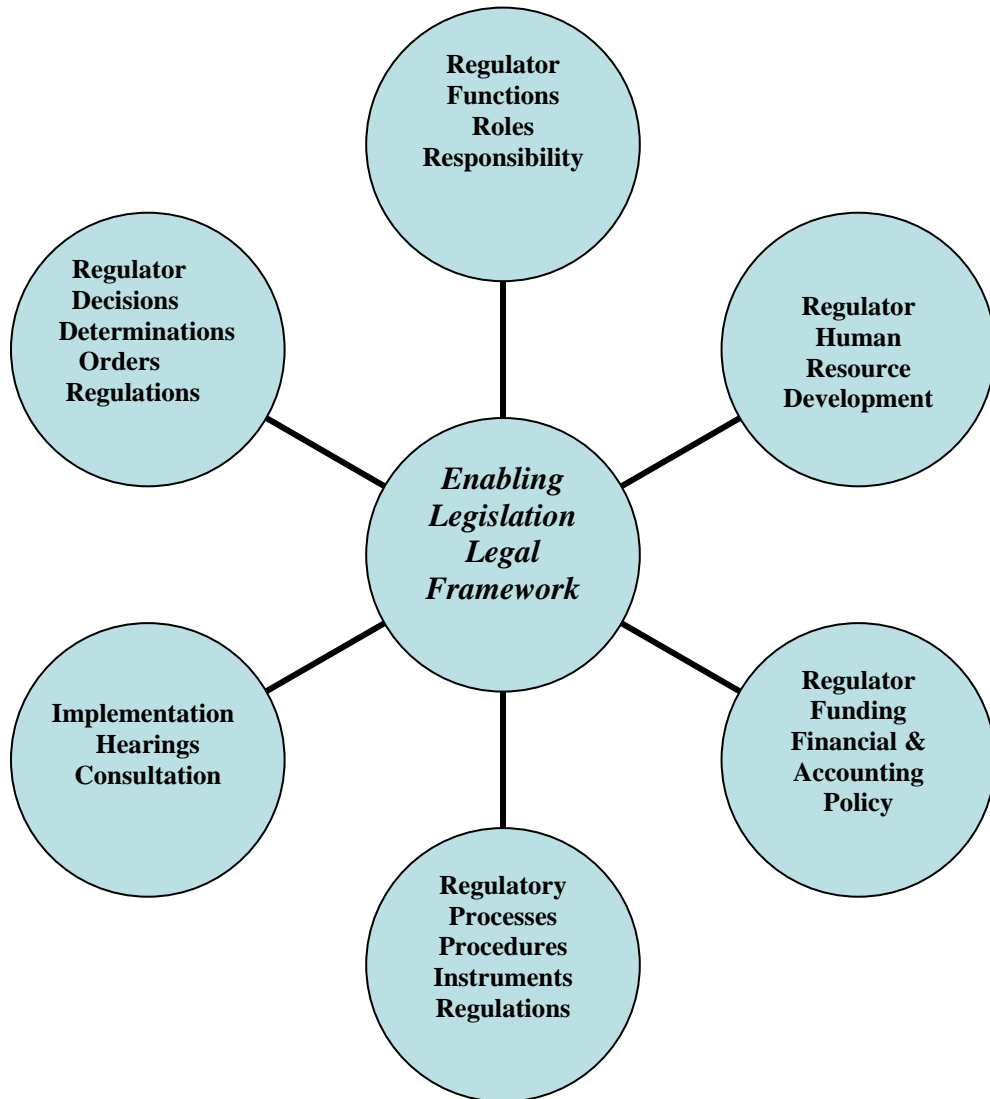 Regulator
Functions
Roles
Responsibility
Regulator
Decisions
Determinations
Orders
Regulations
Regulator
Human
Resource
Development
Enabling
Legislation
Legal
Framework
Implementation
Hearings
Consultation
Regulator
Funding
Financial &
Accounting
Policy
Regulatory
Processes
Procedures
Instruments
Regulations